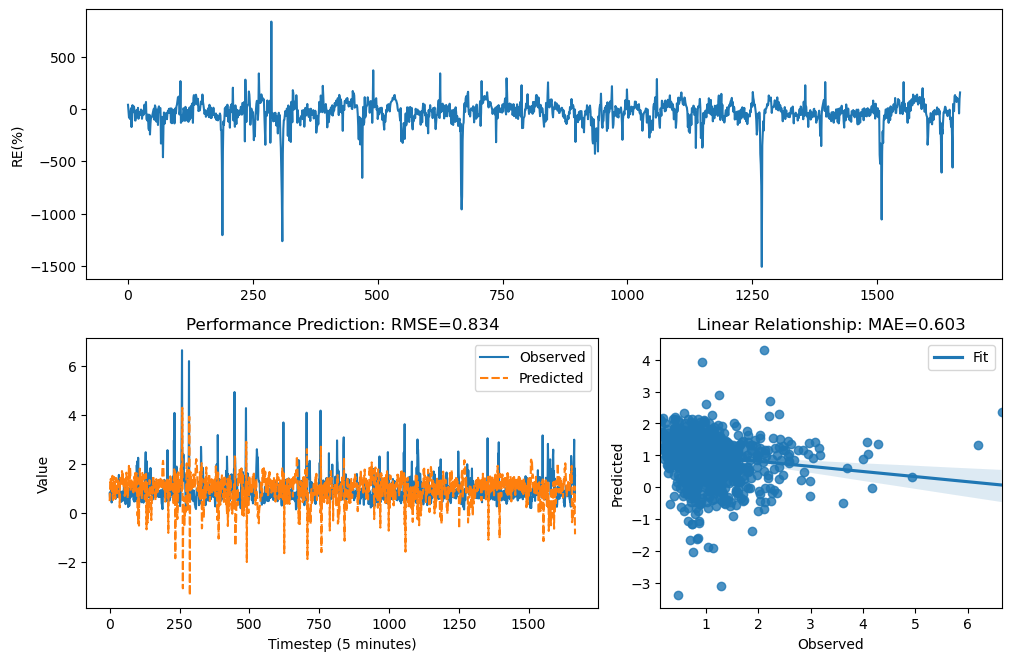 RE(%)
500
0
−500
−1000
−1500
0 250 500 750 1000 1250 1500
Performance Prediction: RMSE=0.834
Value
6
4
2
0
−2
Observed
Predicted
0 250 500 750 1000 1250 1500
Timestep (5 minutes)
Linear Relationship: MAE=0.603
Predicted
4
3
2
1
0
−1
−2
−3
Fit
1 2 3 4 5 6
Observed